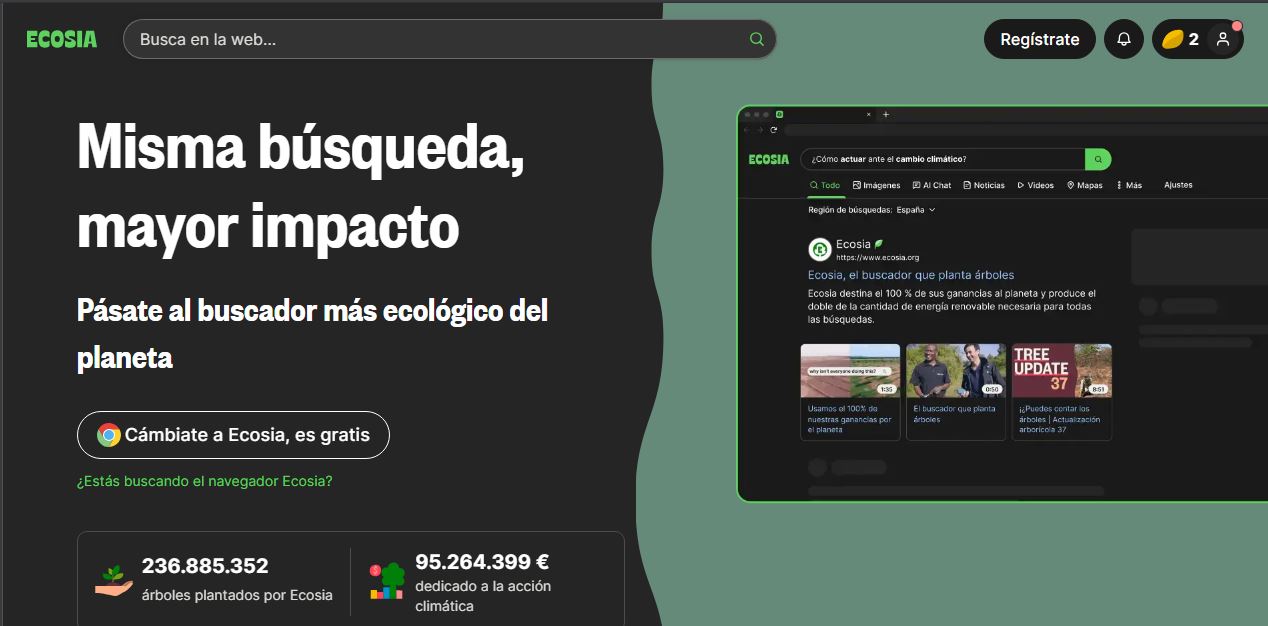 ECOSIA
Busca en la web...
Regístrate
2
Misma búsqueda,
mayor impacto
Pásate al buscador más ecológico del
planeta
Cámbiate a Ecosia, es gratis
¿Estás buscando el navegador Ecosia?
236.885.352
árboles plantados por Ecosia
95.264.399 €
dedicado a la acción
climática
ECOSIA
¿Cómo actuar ante el cambio climático?
Todo Imágenes AI Chat Noticias Videos Mapas Más Ajustes
Región de búsquedas: España
Ecosia
https://www.ecosia.org
Ecosia, el buscador que planta árboles
Ecosia destina el 100 % de sus ganancias al planeta y produce el
doble de la cantidad de energía renovable necesaria para todas
las búsquedas.
why isn't everyone doing this?
1:35
Usamos el 100% de
nuestras ganancias por
el planeta
0:50
El buscador que planta
árboles
TREE
UPDATE
37
8:51
¿¿Puedes contar los
árboles | Actualización
arborícola 37